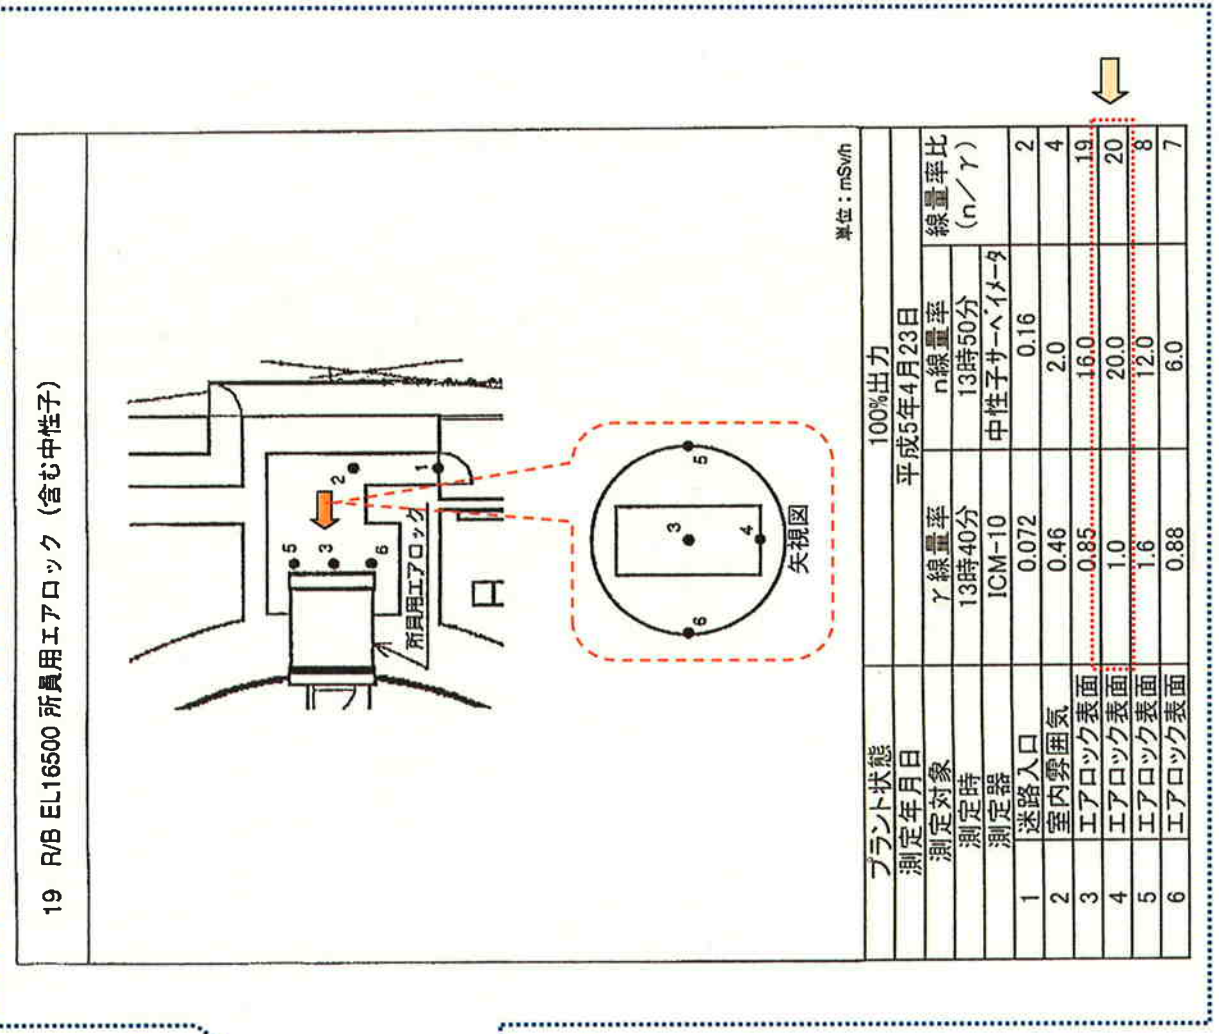 19 R/B EL16500 所員用エアロック (含む中性子)
5
3
6
2
1
所員用エアロック
6
3
4
5
矢視図
単位:mSv/h
プラント状態 100%出力
測定年月日 平成5年4月23日
測定対象 γ線量率 n線量率 線量率比
測定時 13時40分 13時50分 (n/γ)
測定器 ICM-10 中性子サーベイメータ
1 迷路入口 0.072 0.16 2
2 室内雰囲気 0.46 2.0 4
3 エアロック表面 0.85 16.0 19
4 エアロック表面 1.0 20.0 20
5 エアロック表面 1.6 12.0 8
6 エアロック表面 0.88 6.0 7